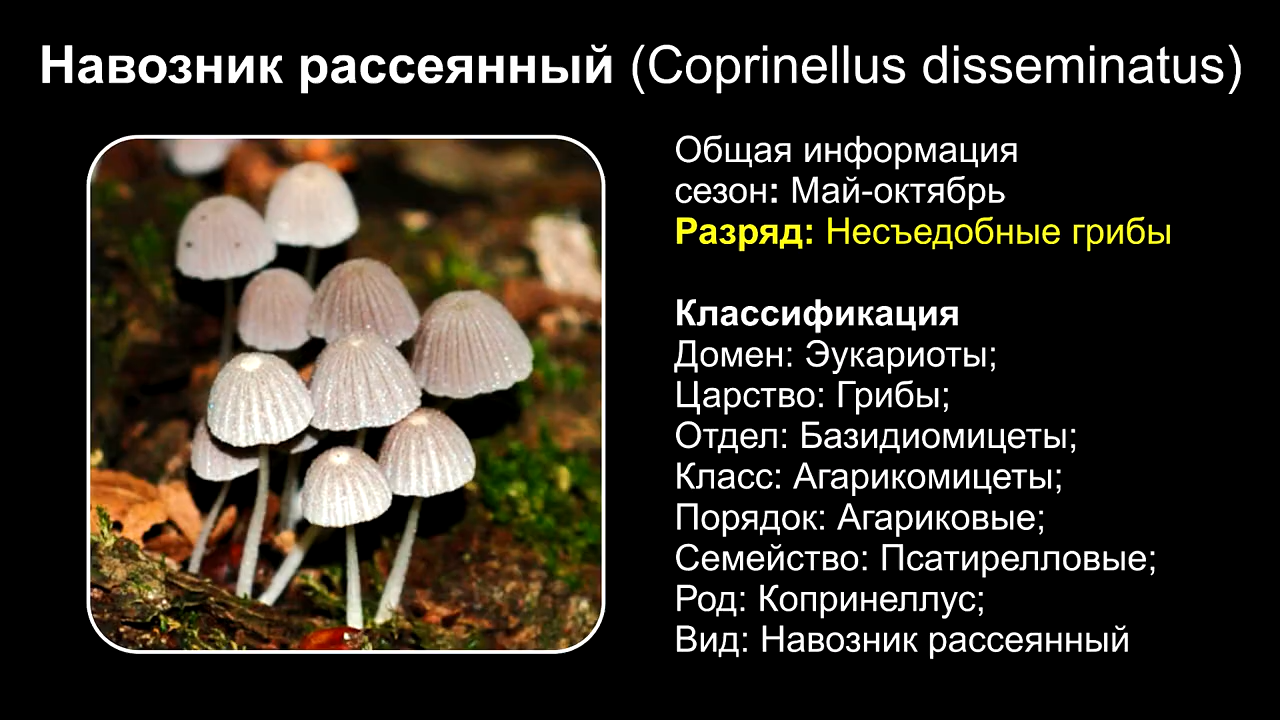 Навозник рассеянный (Coprinellus disseminatus)
Общая информация
сезон: Май-октябрь
Разряд: Несъедобные грибы
Классификация
Домен: Эукариоты;
Царство: Грибы;
Отдел: Базидиомицеты;
Класс: Агарикомицеты;
Порядок: Агариковые;
Семейство: Псатирелловые;
Род: Копринеллус;
Вид: Навозник рассеянный